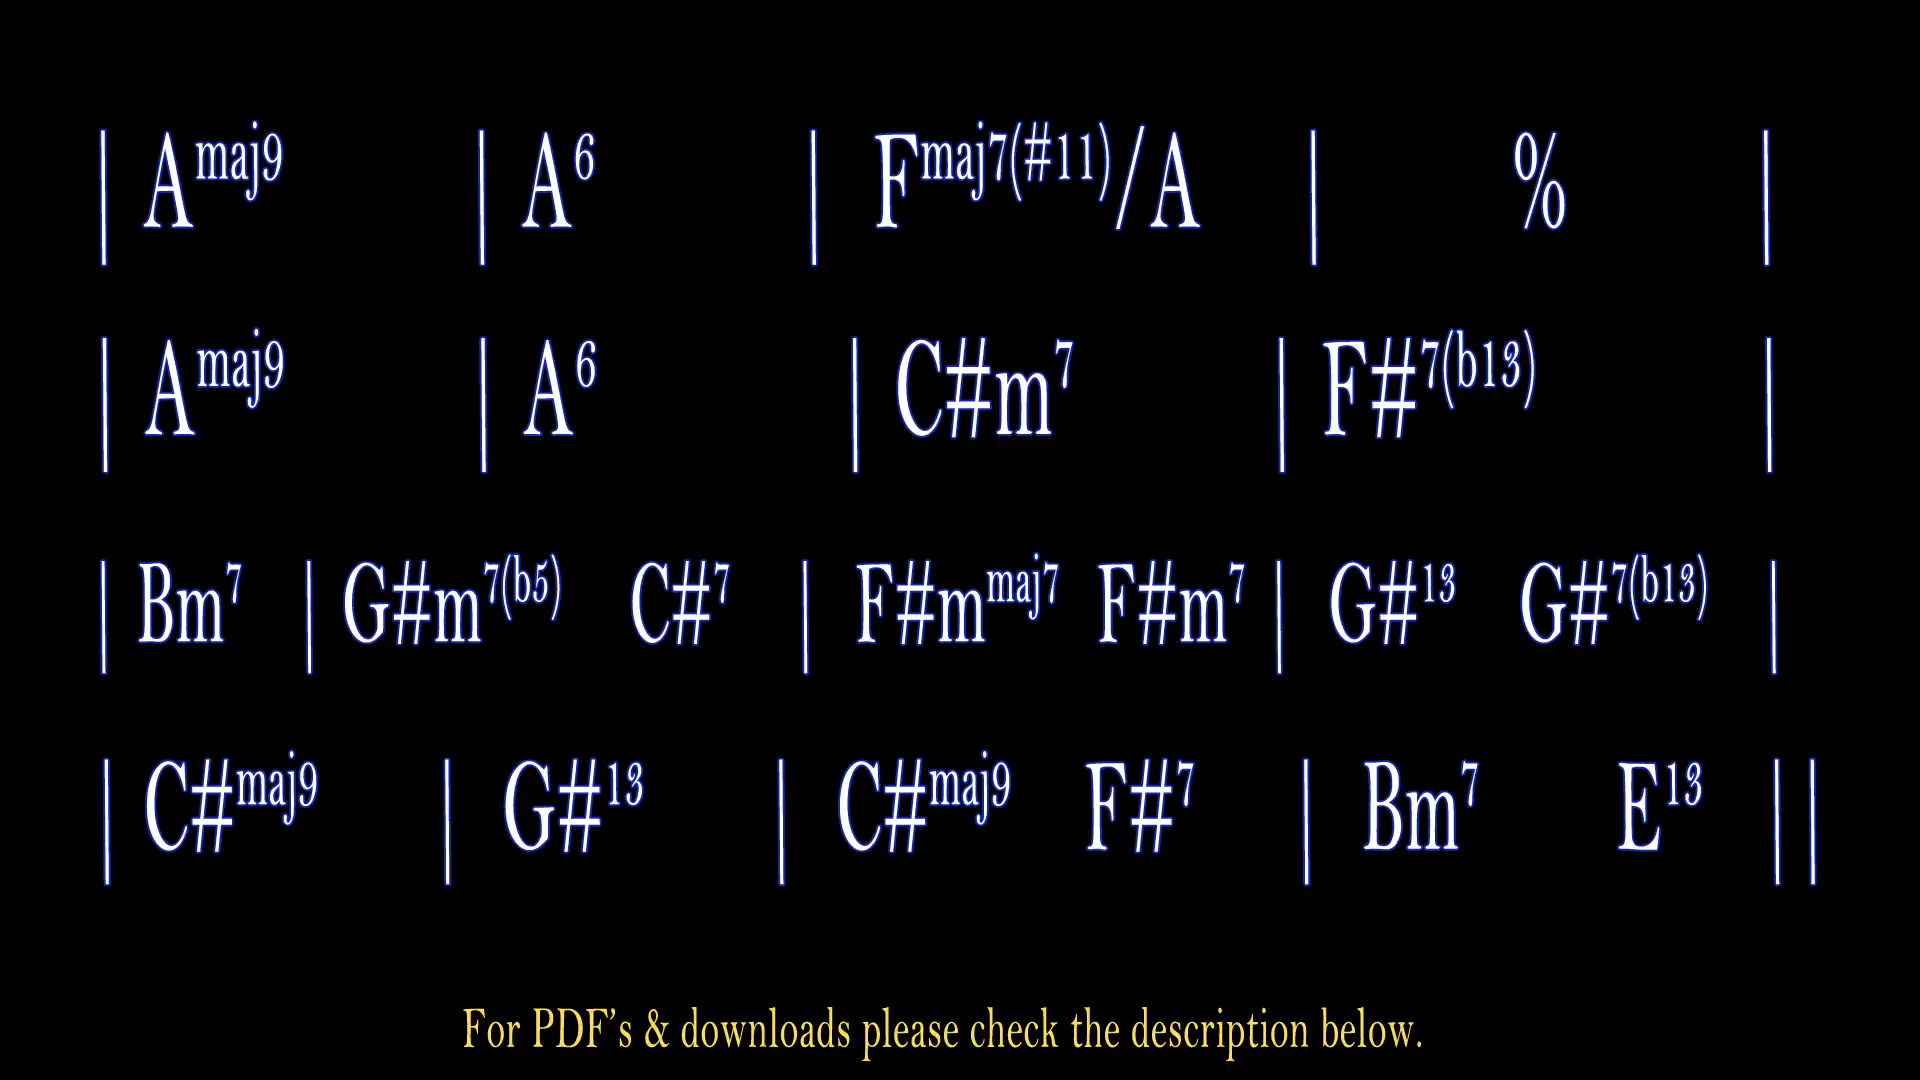 | Amaj9 | A6 | Fmaj7(#11)/A | % |
| Amaj9 | A6 | C#m7 | F#7(b13) |
| Bm7 | G#m7(b5) C#7 | F#mmaj7 F#m7 | G#13 G#7(b13) |
| C#maj9 | G#13 | C#maj9 F#7 | Bm7 E13 ||
For PDF's & downloads please check the description below.